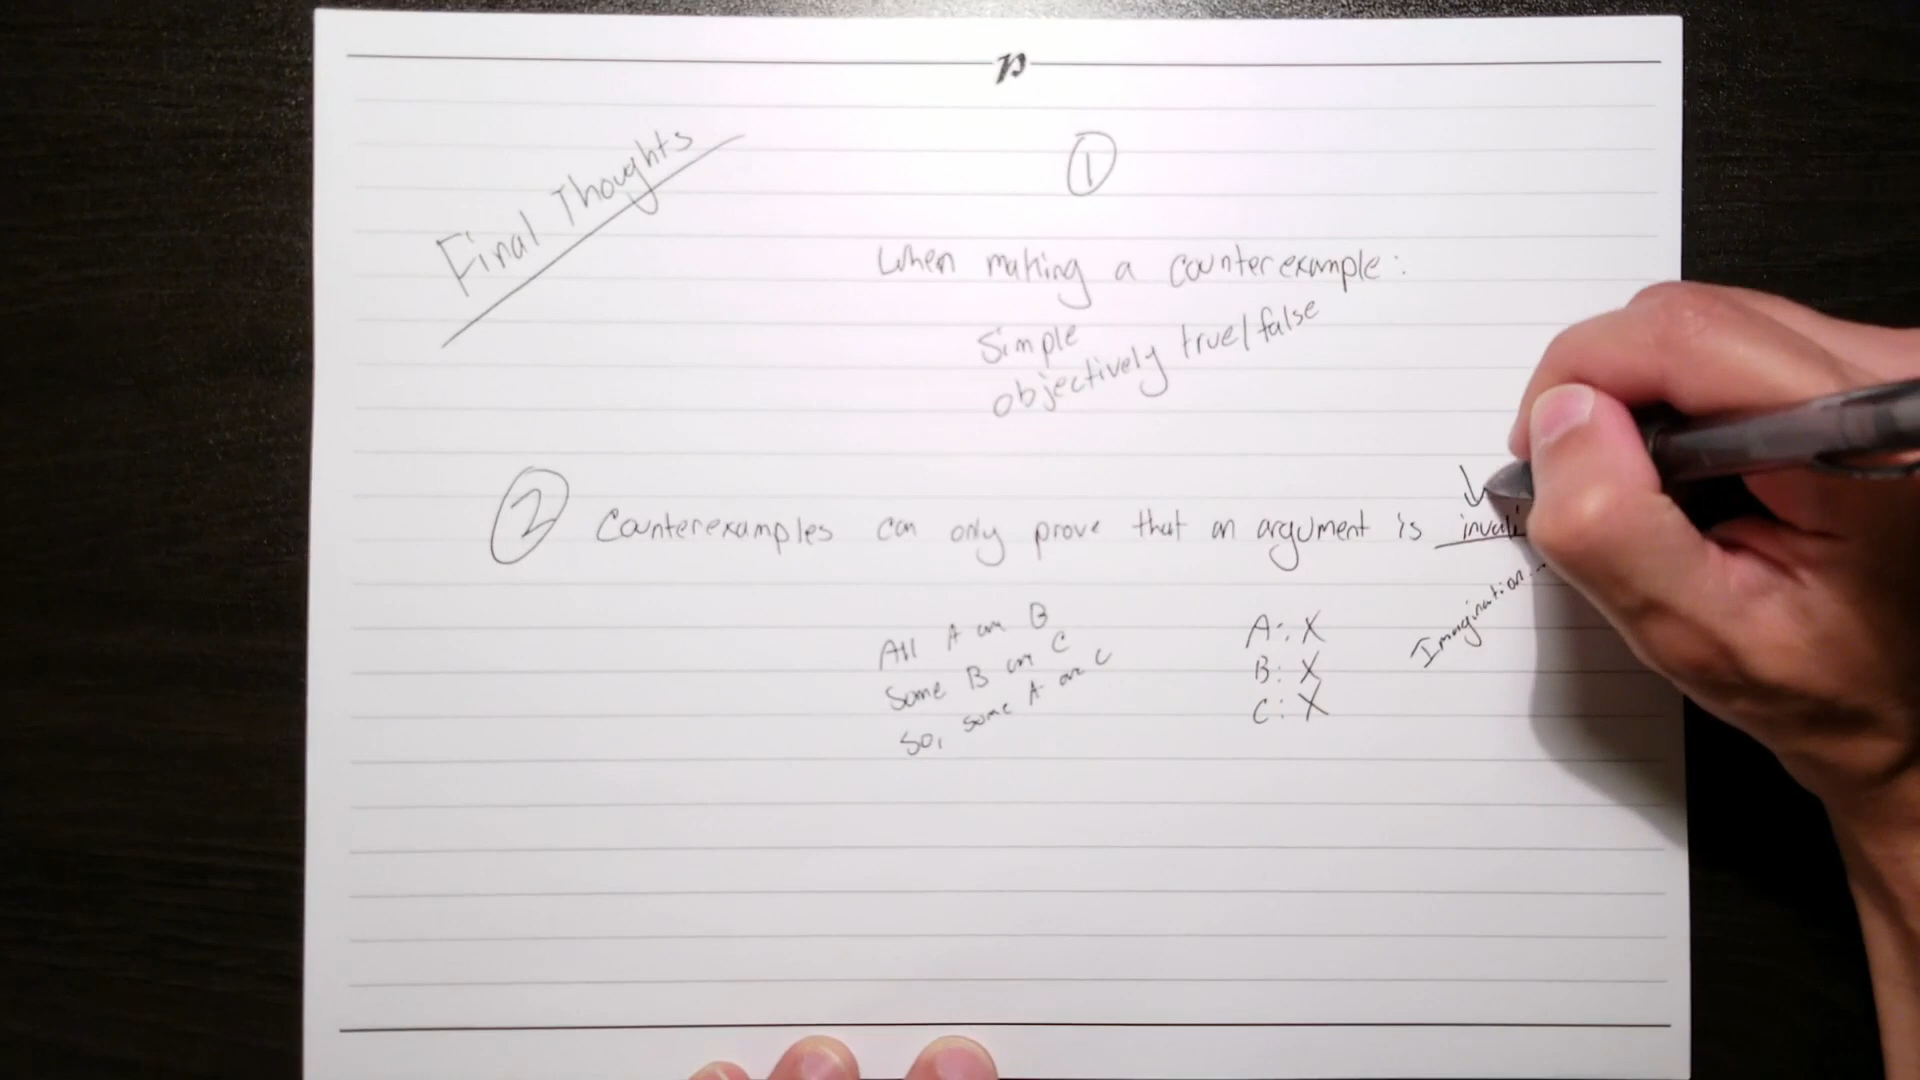 Final Thoughts
1
When making a counterexample:
Simple
objectively true/false
2 Counterexamples can only prove that an argument is invali
All A are B
Some B are C
So, some A are C
A: X
B: X
C: X
Imagination...